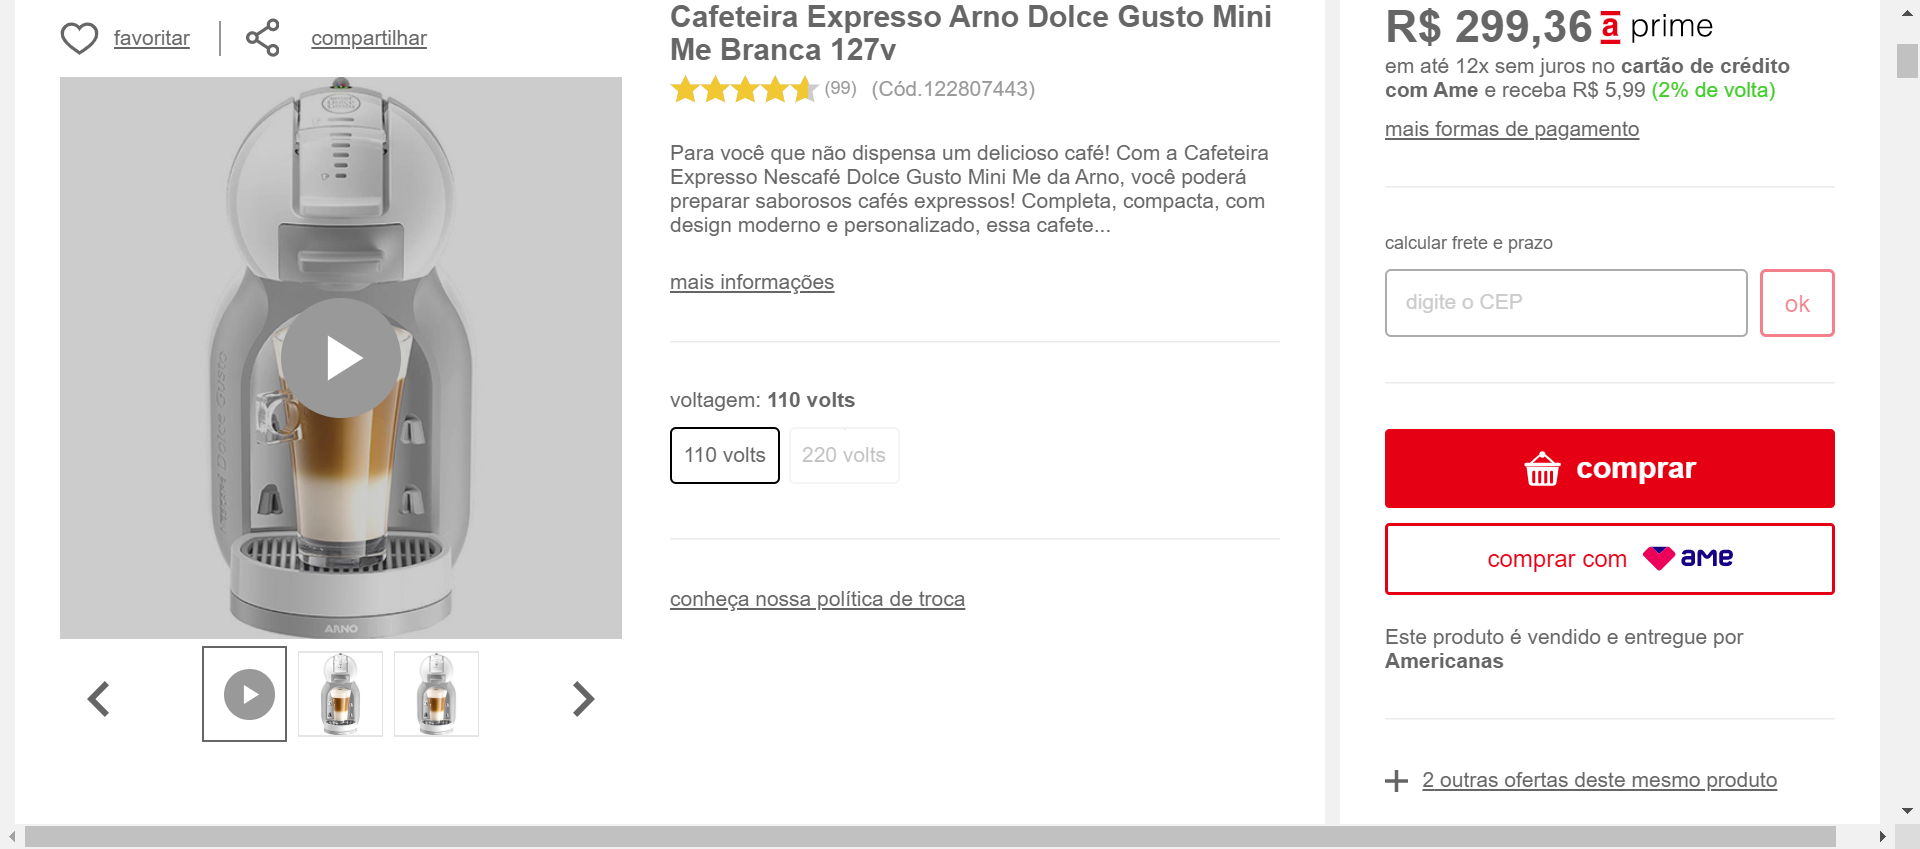 favoritar
compartilhar
Cafeteira Expresso Arno Dolce Gusto Mini
Me Branca 127v
(99) (Cód.122807443)
Para você que não dispensa um delicioso café! Com a Cafeteira
Expresso Nescafé Dolce Gusto Mini Me da Arno, você poderá
preparar saborosos cafés expressos! Completa, compacta, com
design moderno e personalizado, essa cafete...
mais informações
voltagem: 110 volts
110 volts
220 volts
conheça nossa política de troca
ARNO
R$ 299,36 a prime
em até 12x sem juros no cartão de crédito
com Ame e receba R$ 5,99 (2% de volta)
mais formas de pagamento
calcular frete e prazo
digite o CEP
ok
comprar
comprar com ame
Este produto é vendido e entregue por
Americanas
2 outras ofertas deste mesmo produto